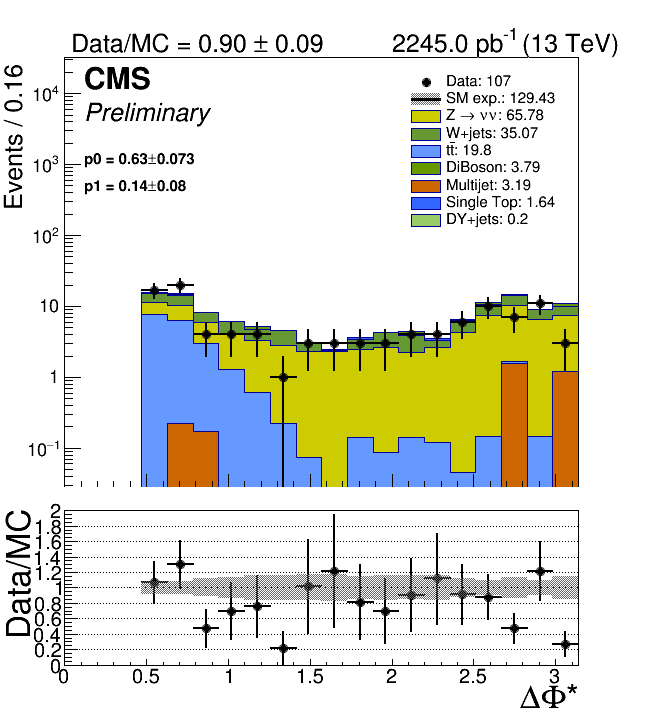 Data/MC = 0.90 ± 0.09 2245.0 pb⁻¹ (13 TeV)
CMS
Preliminary
p0 = 0.63±0.073
p1 = 0.14±0.08
Data: 107
SM exp.: 129.43
Z → νν: 65.78
W+jets: 35.07
tt̄: 19.8
DiBoson: 3.79
Multijet: 3.19
Single Top: 1.64
DY+jets: 0.2
Events / 0.16
10⁴
10³
10²
10
1
10⁻¹
Data/MC
2
1.8
1.6
1.4
1.2
1
0.8
0.6
0.4
0.2
0
0 0.5 1 1.5 2 2.5 3
ΔΦ*